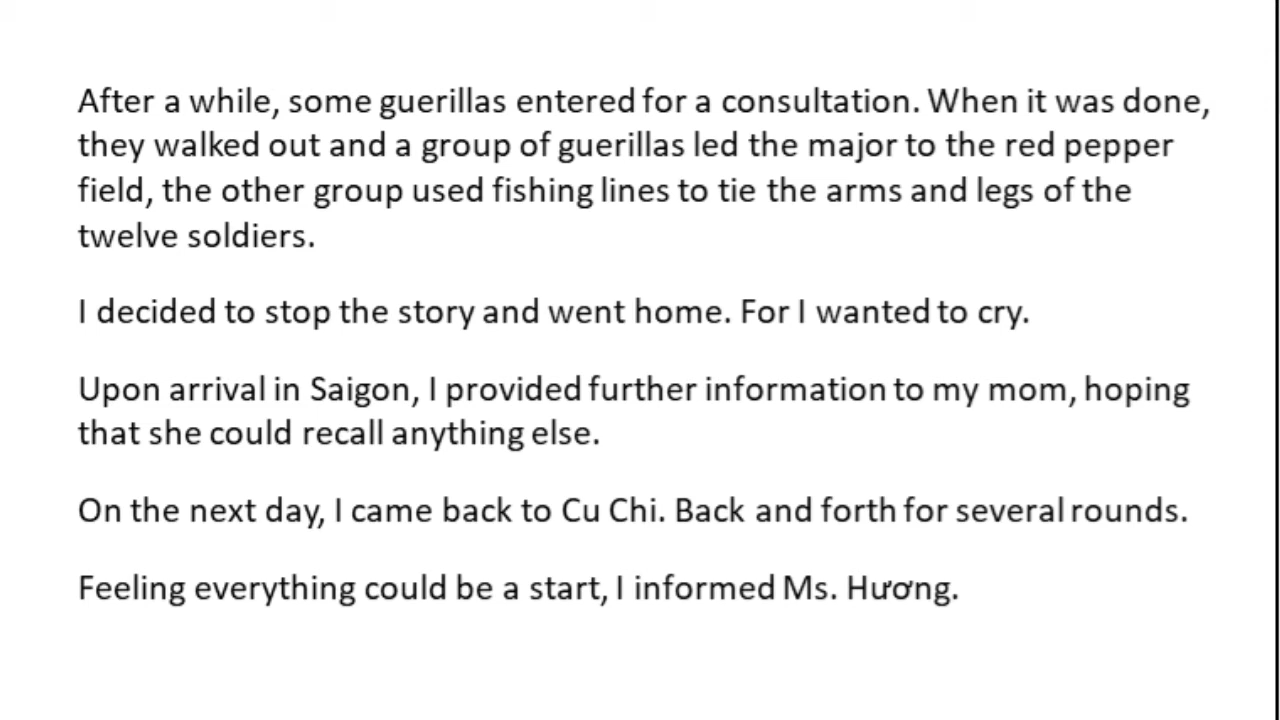 After a while, some guerillas entered for a consultation. When it was done,
they walked out and a group of guerillas led the major to the red pepper
field, the other group used fishing lines to tie the arms and legs of the
twelve soldiers.
I decided to stop the story and went home. For I wanted to cry.
Upon arrival in Saigon, I provided further information to my mom, hoping
that she could recall anything else.
On the next day, I came back to Cu Chi. Back and forth for several rounds.
Feeling everything could be a start, I informed Ms. Hương.